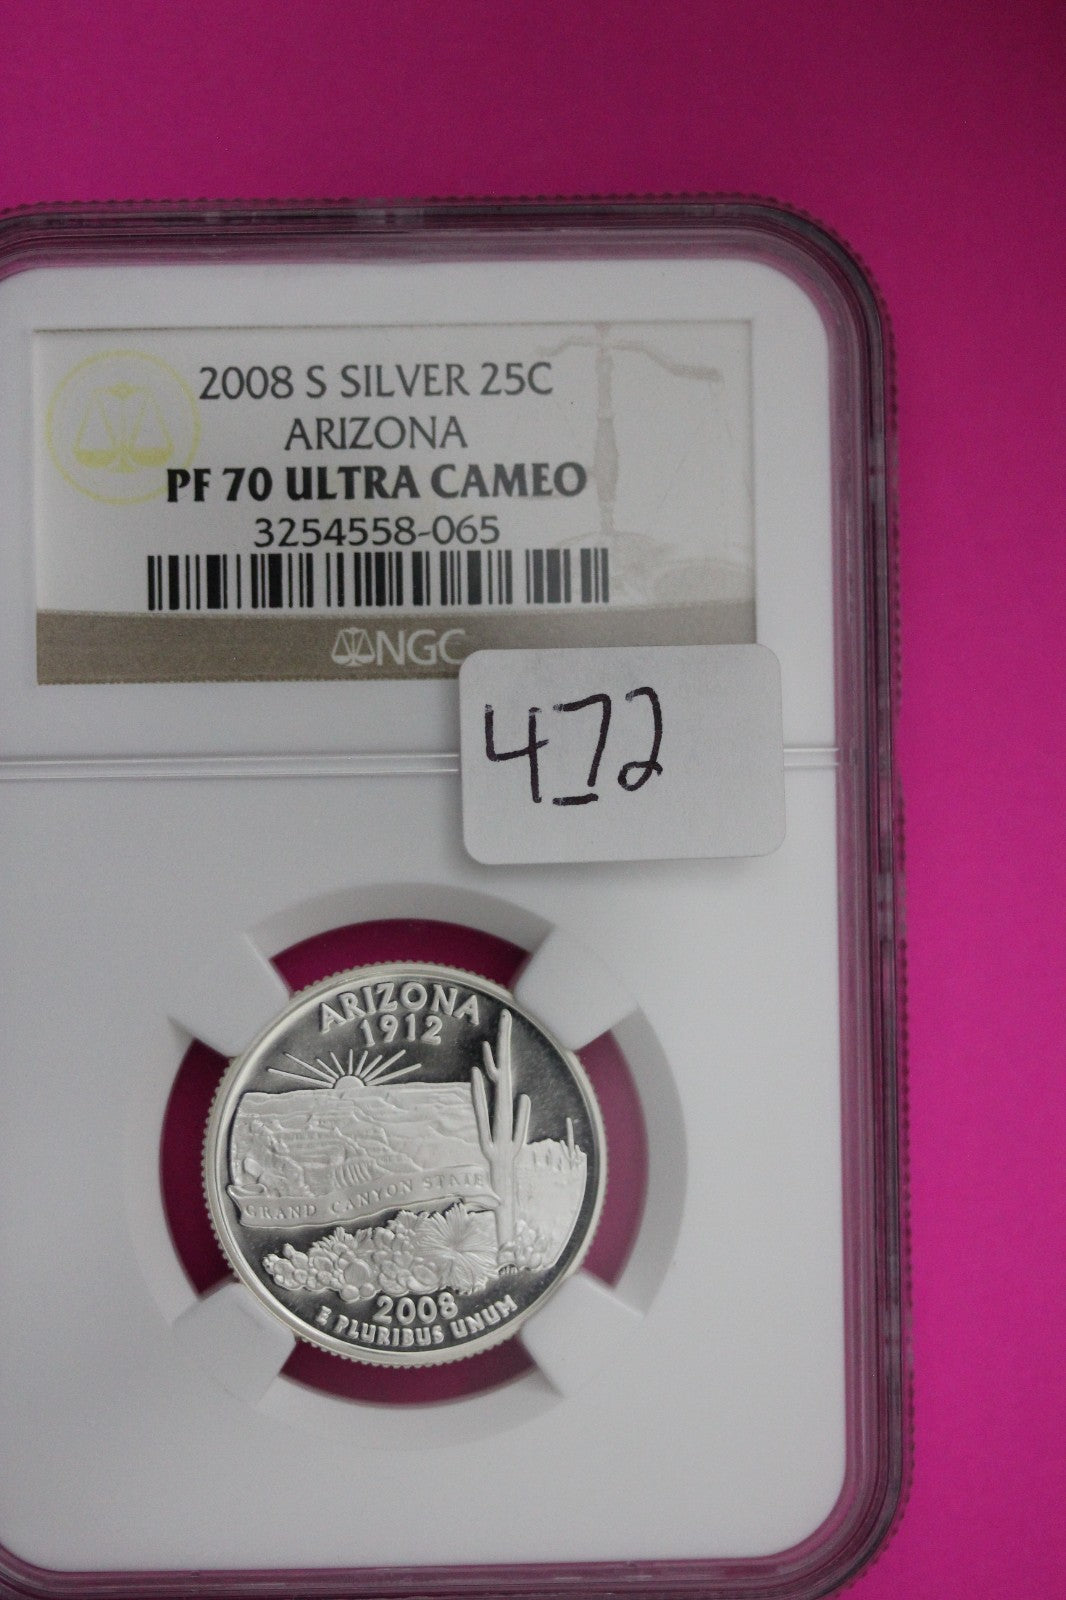 2008 S SILVER 25C
ARIZONA
PF 70 ULTRA CAMEO
3254558-065
NGC
472
ARIZONA
1912
GRAND CANYON STATE
2008
E PLURIBUS UNUM